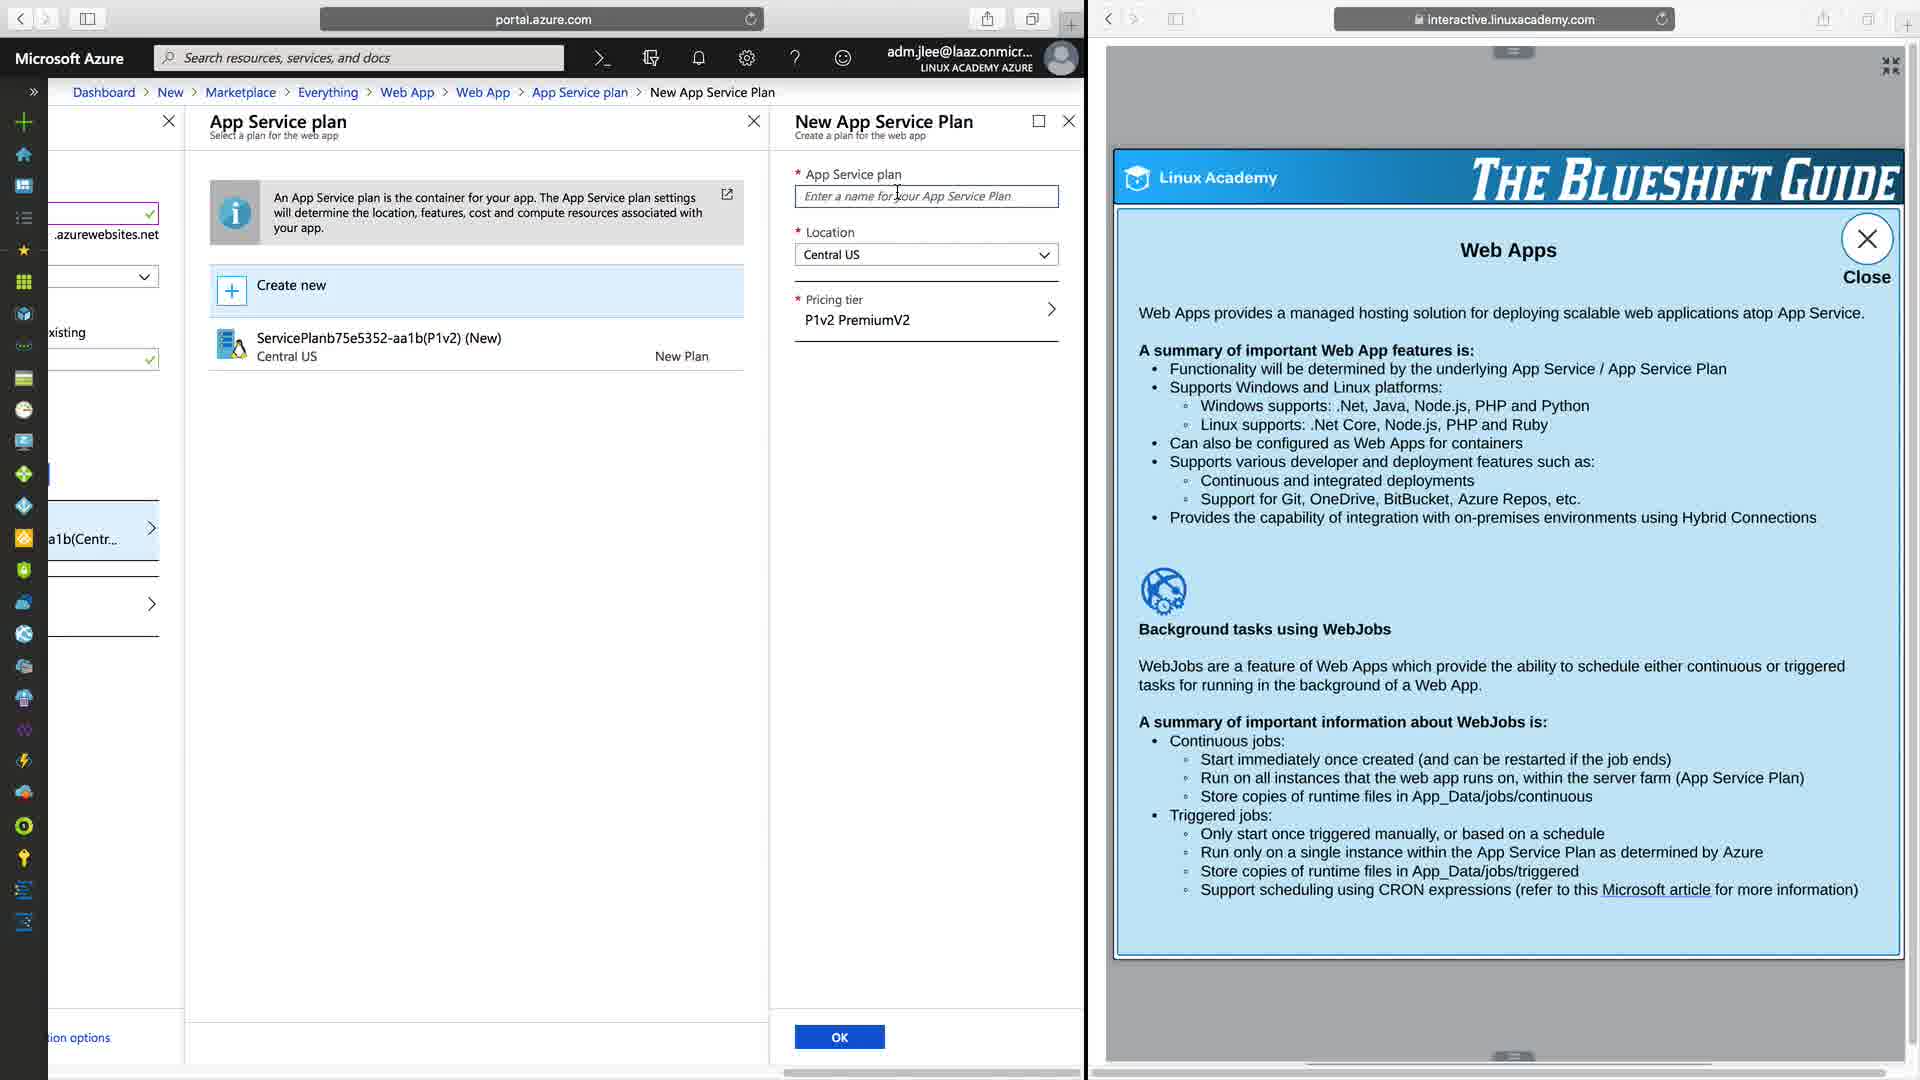 portal.azure.com
interactive.linuxacademy.com
Microsoft Azure
Search resources, services, and docs
adm.jlee@laaz.onmicr...
LINUX ACADEMY AZURE
Dashboard > New > Marketplace > Everything > Web App > Web App > App Service plan > New App Service Plan
.azurewebsites.net
xisting
a1b(Centr...
tion options
App Service plan
Select a plan for the web app
An App Service plan is the container for your app. The App Service plan settings
will determine the location, features, cost and compute resources associated with
your app.
Create new
ServicePlanb75e5352-aa1b(P1v2) (New)
Central US
New Plan
New App Service Plan
Create a plan for the web app
* App Service plan
Enter a name for your App Service Plan
* Location
Central US
* Pricing tier
P1v2 PremiumV2
OK
Linux Academy
THE BLUESHIFT GUIDE
Web Apps
Close
Web Apps provides a managed hosting solution for deploying scalable web applications atop App Service.
A summary of important Web App features is:
• Functionality will be determined by the underlying App Service / App Service Plan
• Supports Windows and Linux platforms:
◦ Windows supports: .Net, Java, Node.js, PHP and Python
◦ Linux supports: .Net Core, Node.js, PHP and Ruby
• Can also be configured as Web Apps for containers
• Supports various developer and deployment features such as:
◦ Continuous and integrated deployments
◦ Support for Git, OneDrive, BitBucket, Azure Repos, etc.
• Provides the capability of integration with on-premises environments using Hybrid Connections
Background tasks using WebJobs
WebJobs are a feature of Web Apps which provide the ability to schedule either continuous or triggered
tasks for running in the background of a Web App.
A summary of important information about WebJobs is:
• Continuous jobs:
◦ Start immediately once created (and can be restarted if the job ends)
◦ Run on all instances that the web app runs on, within the server farm (App Service Plan)
◦ Store copies of runtime files in App_Data/jobs/continuous
• Triggered jobs:
◦ Only start once triggered manually, or based on a schedule
◦ Run only on a single instance within the App Service Plan as determined by Azure
◦ Store copies of runtime files in App_Data/jobs/triggered
◦ Support scheduling using CRON expressions (refer to this Microsoft article for more information)